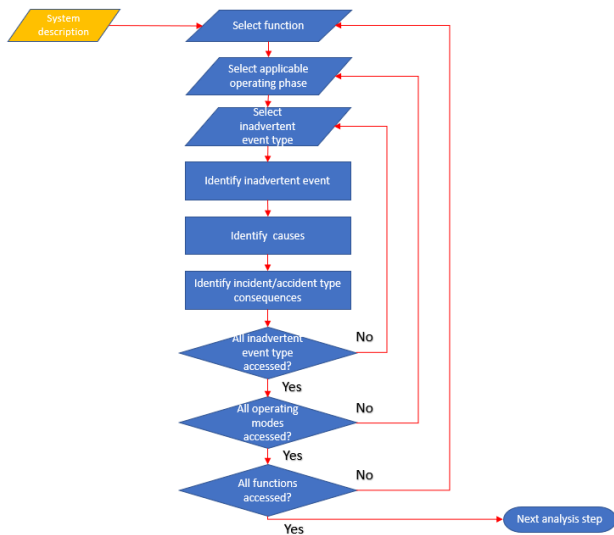 System
description
Select function
Select applicable
operating phase
Select
inadvertent
event type
Identify inadvertent event
Identify causes
Identify incident/accident type
consequences
All inadvertent
event type
accessed?
No
Yes
All operating
modes
accessed?
No
Yes
All functions
accessed?
No
Yes
Next analysis step